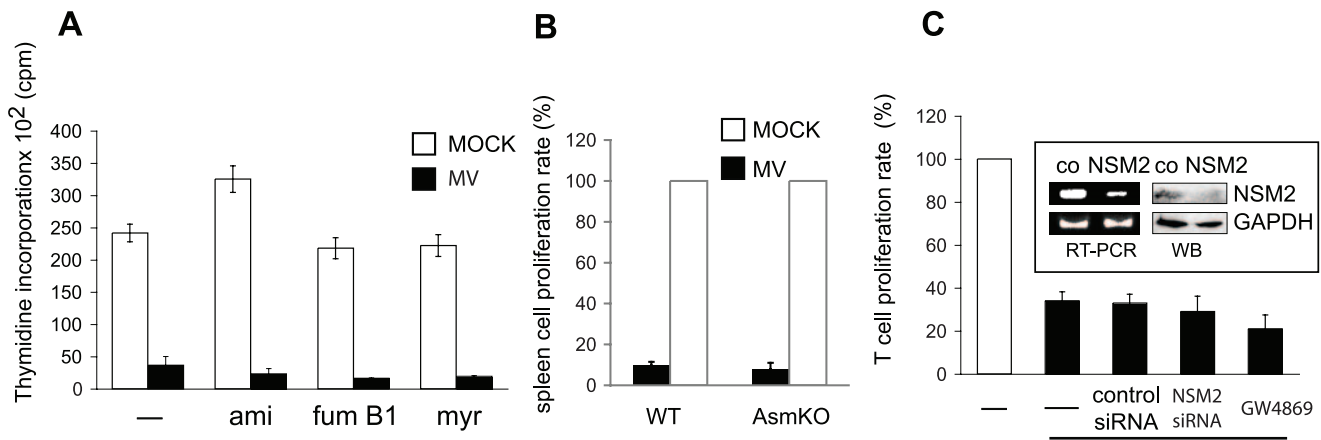 A
Thymidine incorporationx 10² (cpm)
400
350
300
250
200
150
100
50
0
MOCK
MV
—
ami
fum B1
myr
B
spleen cell proliferation rate (%)
120
100
80
60
40
20
0
MOCK
MV
WT
AsmKO
C
T cell proliferation rate (%)
120
100
80
60
40
20
0
co NSM2 co NSM2
NSM2
GAPDH
RT-PCR WB
—
—
control
siRNA
NSM2
siRNA
GW4869